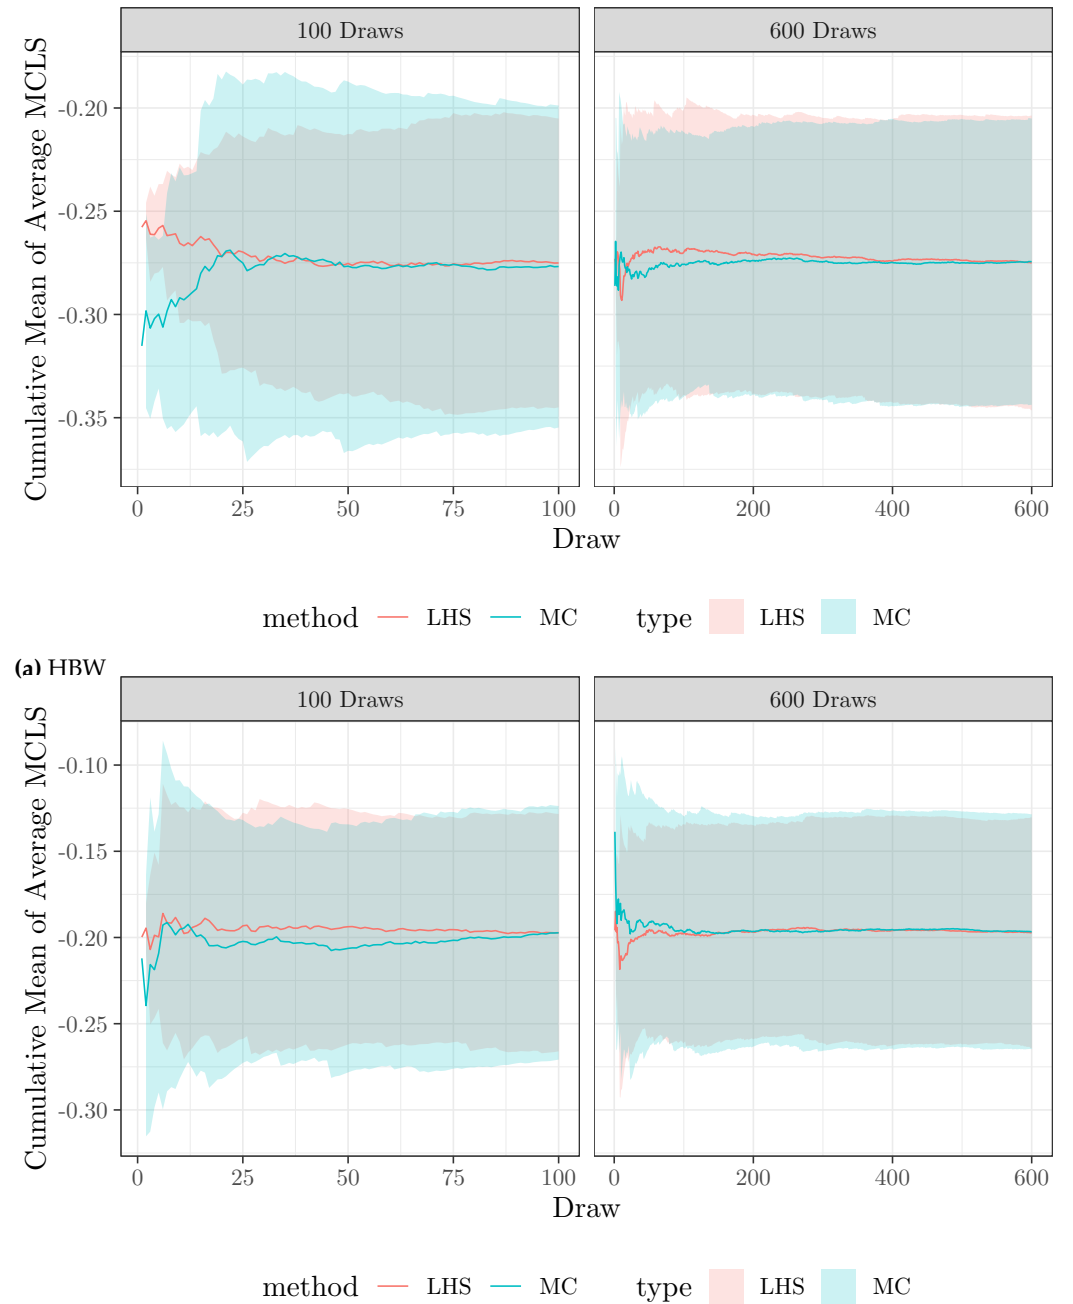 100 Draws 600 Draws
Cumulative Mean of Average MCLS
-0.20
-0.25
-0.30
-0.35
0 25 50 75 100 0 200 400 600
Draw
method LHS MC type LHS MC
(a) HBW
100 Draws 600 Draws
Cumulative Mean of Average MCLS
-0.10
-0.15
-0.20
-0.25
-0.30
0 25 50 75 100 0 200 400 600
Draw
method LHS MC type LHS MC